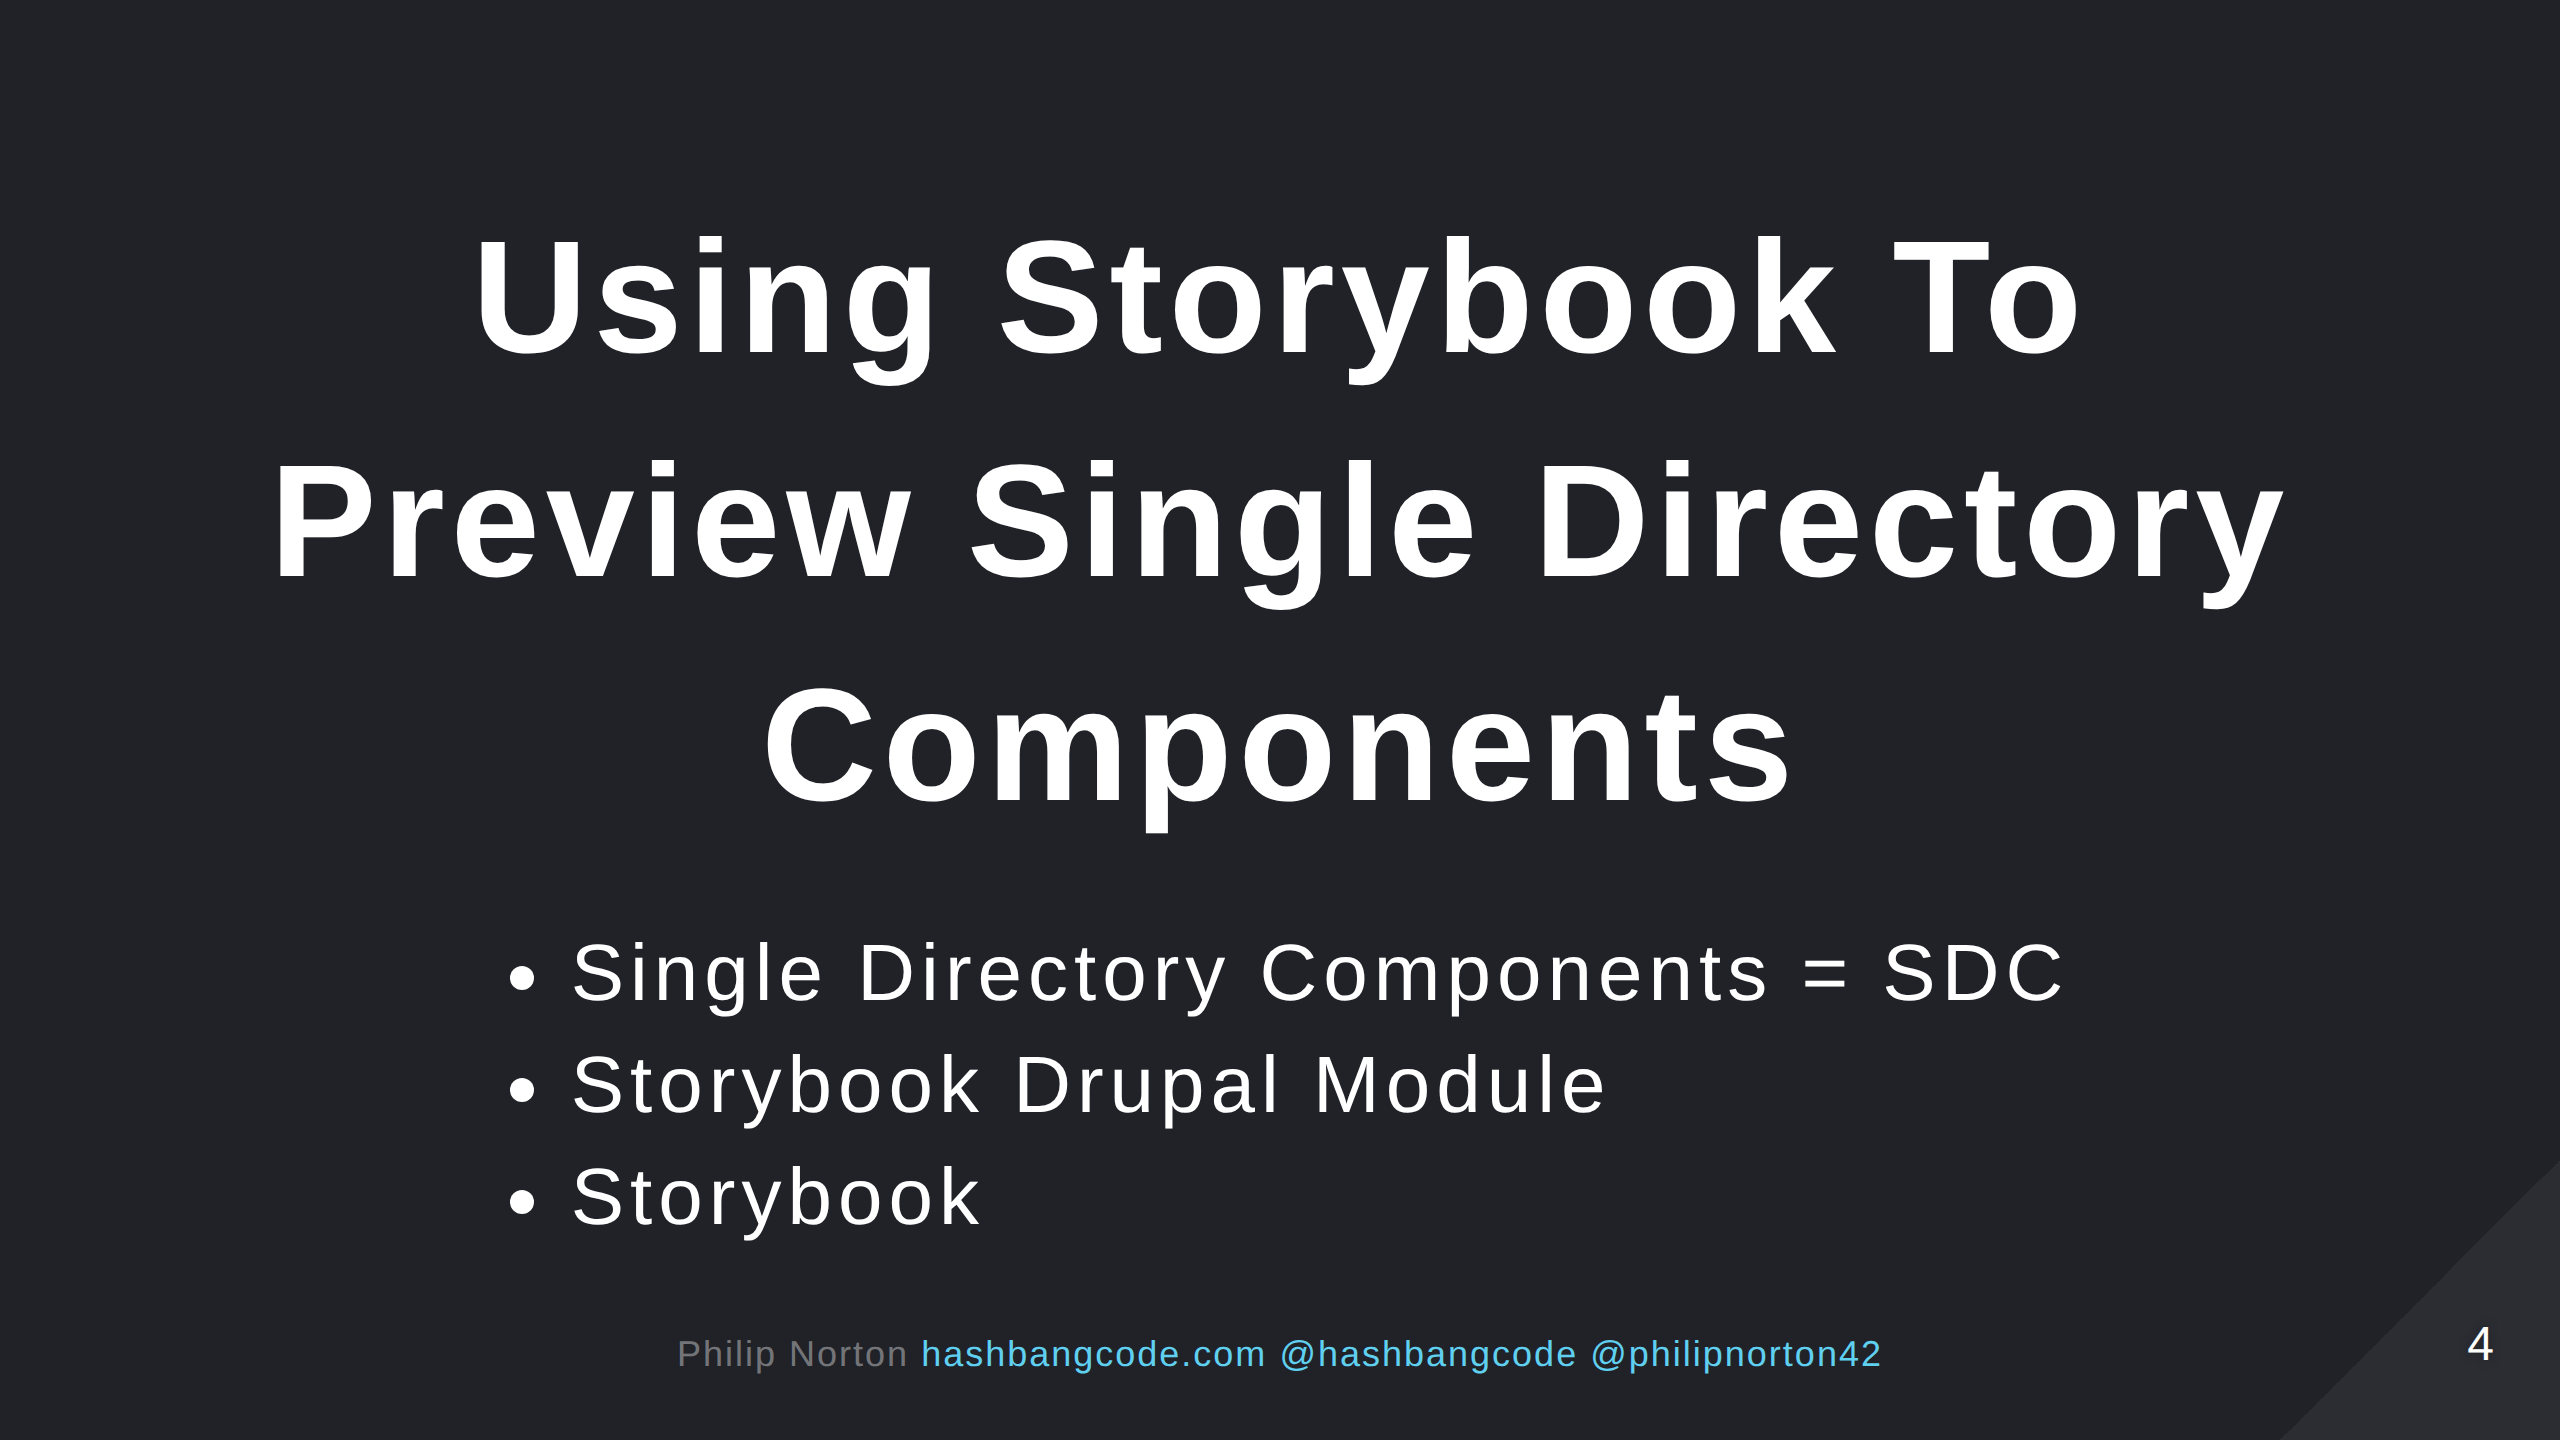 Using Storybook To
Preview Single Directory
Components
• Single Directory Components = SDC
• Storybook Drupal Module
• Storybook
Philip Norton hashbangcode.com @hashbangcode @philipnorton42
4